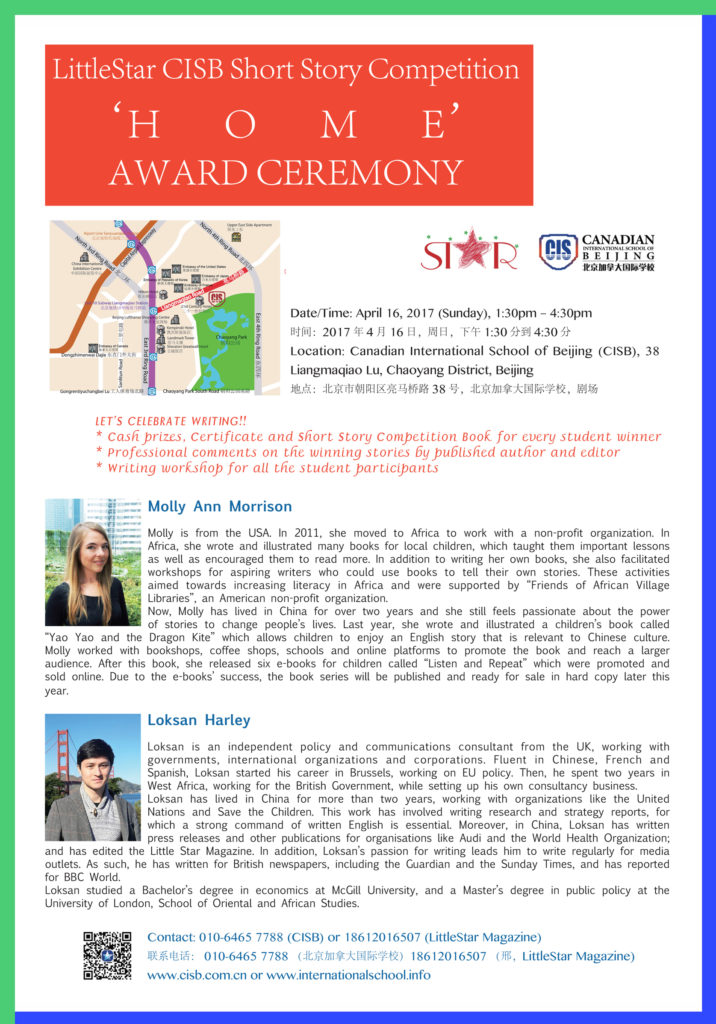 LittleStar CISB Short Story Competition
‘H O M E’
AWARD CEREMONY
Upper East Side Apartment
North 3rd Ring Road
North 4th Ring Road
China International
Exhibition Centre
Embassy of the United States
Embassy of Republic of Korea
Liangmaqiao Road
CIS
Kempinski Hotel
Landmark Tower
Chaoyang Park
Embassy of Canada
Dongzhimenwai Dajie
East 3rd Ring Road
East 4th Ring Road
Chaoyang Park South Road
STAR
CIS
CANADIAN
INTERNATIONAL SCHOOL OF
BEIJING
北京加拿大国际学校
Date/Time: April 16, 2017 (Sunday), 1:30pm – 4:30pm
时间：2017 年 4 月 16 日，周日，下午 1:30 分到 4:30 分
Location: Canadian International School of Beijing (CISB), 38
Liangmaqiao Lu, Chaoyang District, Beijing
地点：北京市朝阳区亮马桥路 38 号，北京加拿大国际学校，剧场
LET'S CELEBRATE WRITING!!
* Cash prizes, Certificate and Short Story Competition Book for every student winner
* Professional comments on the winning stories by published author and editor
* Writing workshop for all the student participants
Molly Ann Morrison
Molly is from the USA. In 2011, she moved to Africa to work with a non-profit organization. In
Africa, she wrote and illustrated many books for local children, which taught them important lessons
as well as encouraged them to read more. In addition to writing her own books, she also facilitated
workshops for aspiring writers who could use books to tell their own stories. These activities
aimed towards increasing literacy in Africa and were supported by “Friends of African Village
Libraries”, an American non-profit organization.
Now, Molly has lived in China for over two years and she still feels passionate about the power
of stories to change people’s lives. Last year, she wrote and illustrated a children’s book called
“Yao Yao and the Dragon Kite” which allows children to enjoy an English story that is relevant to Chinese culture.
Molly worked with bookshops, coffee shops, schools and online platforms to promote the book and reach a larger
audience. After this book, she released six e-books for children called “Listen and Repeat” which were promoted and
sold online. Due to the e-books’ success, the book series will be published and ready for sale in hard copy later this
year.
Loksan Harley
Loksan is an independent policy and communications consultant from the UK, working with
governments, international organizations and corporations. Fluent in Chinese, French and
Spanish, Loksan started his career in Brussels, working on EU policy. Then, he spent two years in
West Africa, working for the British Government, while setting up his own consultancy business.
Loksan has lived in China for more than two years, working with organizations like the United
Nations and Save the Children. This work has involved writing research and strategy reports, for
which a strong command of written English is essential. Moreover, in China, Loksan has written
press releases and other publications for organisations like Audi and the World Health Organization;
and has edited the Little Star Magazine. In addition, Loksan’s passion for writing leads him to write regularly for media
outlets. As such, he has written for British newspapers, including the Guardian and the Sunday Times, and has reported
for BBC World.
Loksan studied a Bachelor’s degree in economics at McGill University, and a Master’s degree in public policy at the
University of London, School of Oriental and African Studies.
Contact: 010-6465 7788 (CISB) or 18612016507 (LittleStar Magazine)
联系电话： 010-6465 7788 （北京加拿大国际学校）18612016507 （邢，LittleStar Magazine)
www.cisb.com.cn or www.internationalschool.info